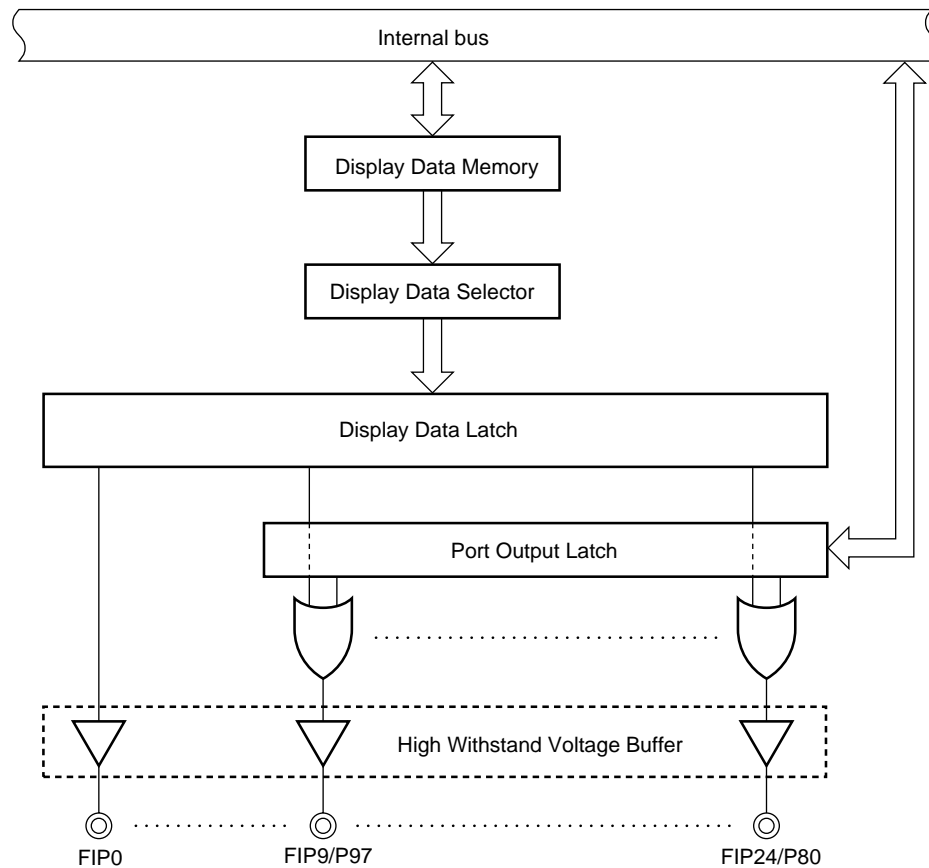 Internal bus
Display Data Memory
Display Data Selector
Display Data Latch
Port Output Latch
High Withstand Voltage Buffer
FIP0
FIP9/P97
FIP24/P80